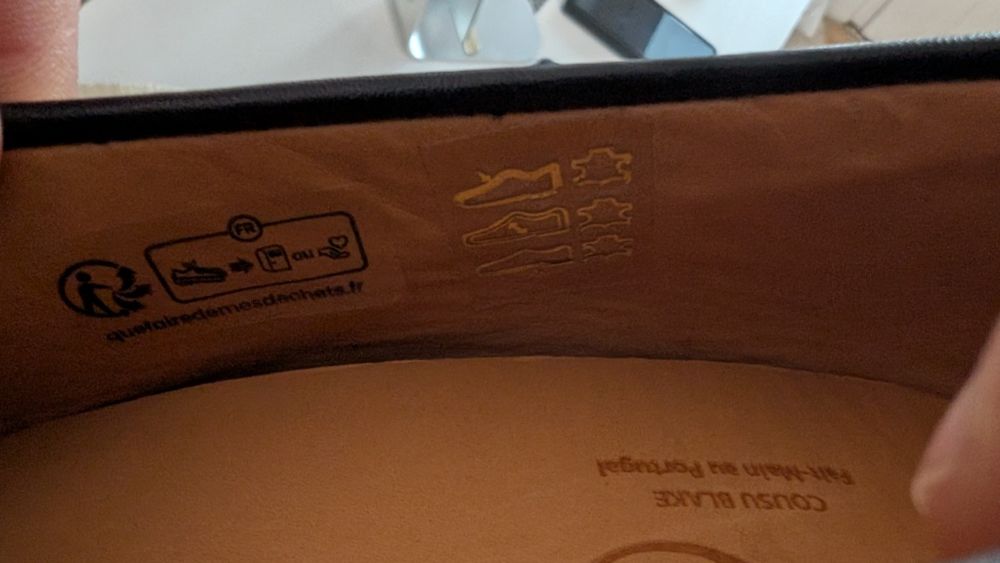 FR
OU
quefairedemesdechets.fr
COUSU BLAKE
Fait-Main au Portugal